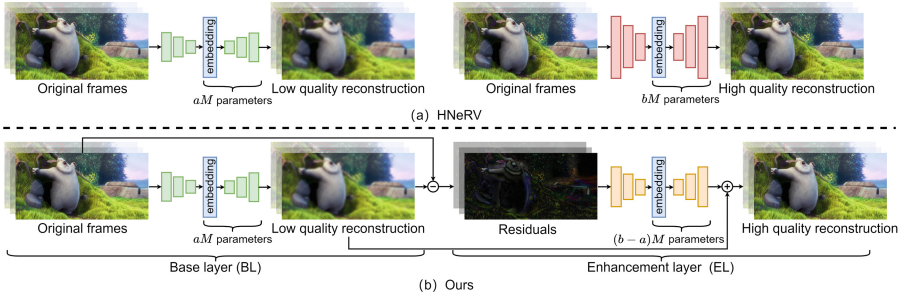 embedding
embedding
Original frames
Low quality reconstruction
Original frames
High quality reconstruction
aM parameters
bM parameters
(a) HNeRV
embedding
embedding
Original frames
Low quality reconstruction
Residuals
High quality reconstruction
aM parameters
(b − a)M parameters
Base layer (BL)
Enhancement layer (EL)
(b) Ours